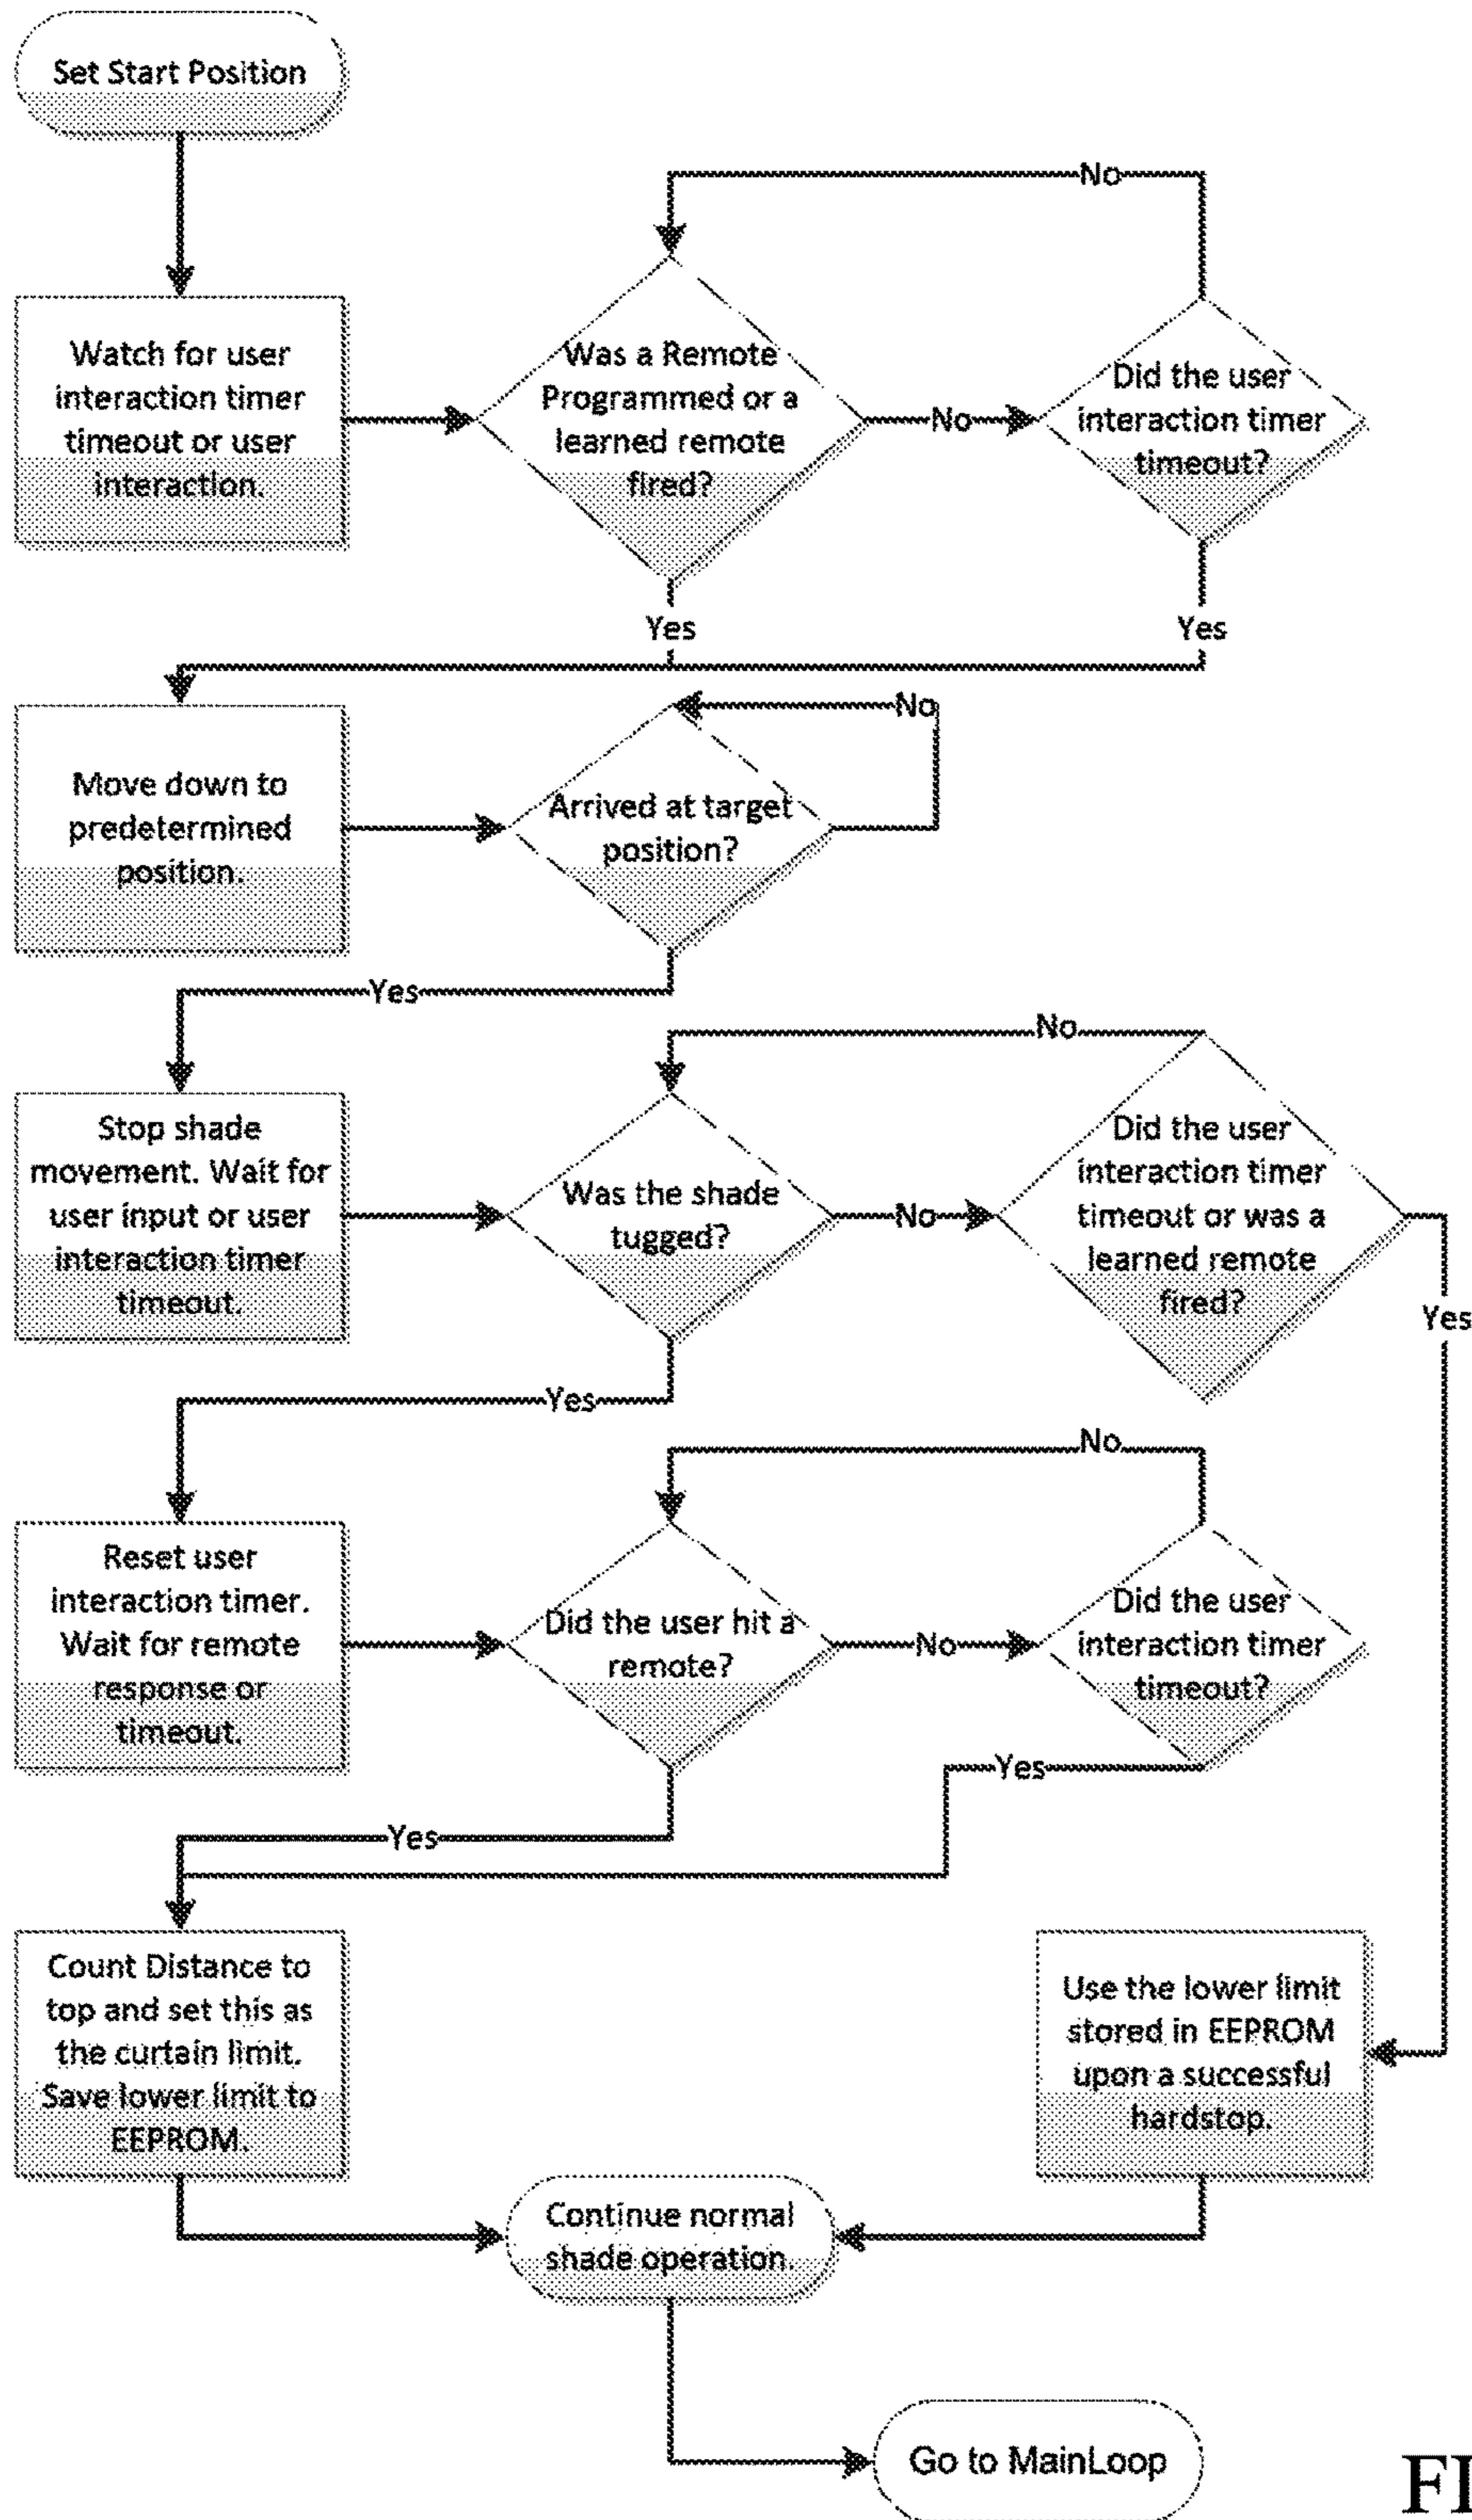 Set Start Position
No
Watch for user
interaction timer
timeout or user
interaction.
Was a Remote
Programmed or a
learned remote
fired?
No
Did the user
interaction timer
timeout?
Yes
Yes
Move down to
predetermined
position.
Arrived at target
position?
No
Yes
No
Stop shade
movement. Wait for
user input or user
interaction timer
timeout.
Was the shade
tugged?
No
Did the user
interaction timer
timeout or was a
learned remote
fired?
Yes
Yes
No
Reset user
interaction timer.
Wait for remote
response or
timeout.
Did the user hit a
remote?
No
Did the user
interaction timer
timeout?
Yes
Yes
Count Distance to
top and set this as
the curtain limit.
Save lower limit to
EEPROM.
Use the lower limit
stored in EEPROM
upon a successful
hardstop.
Continue normal
shade operation.
Go to MainLoop